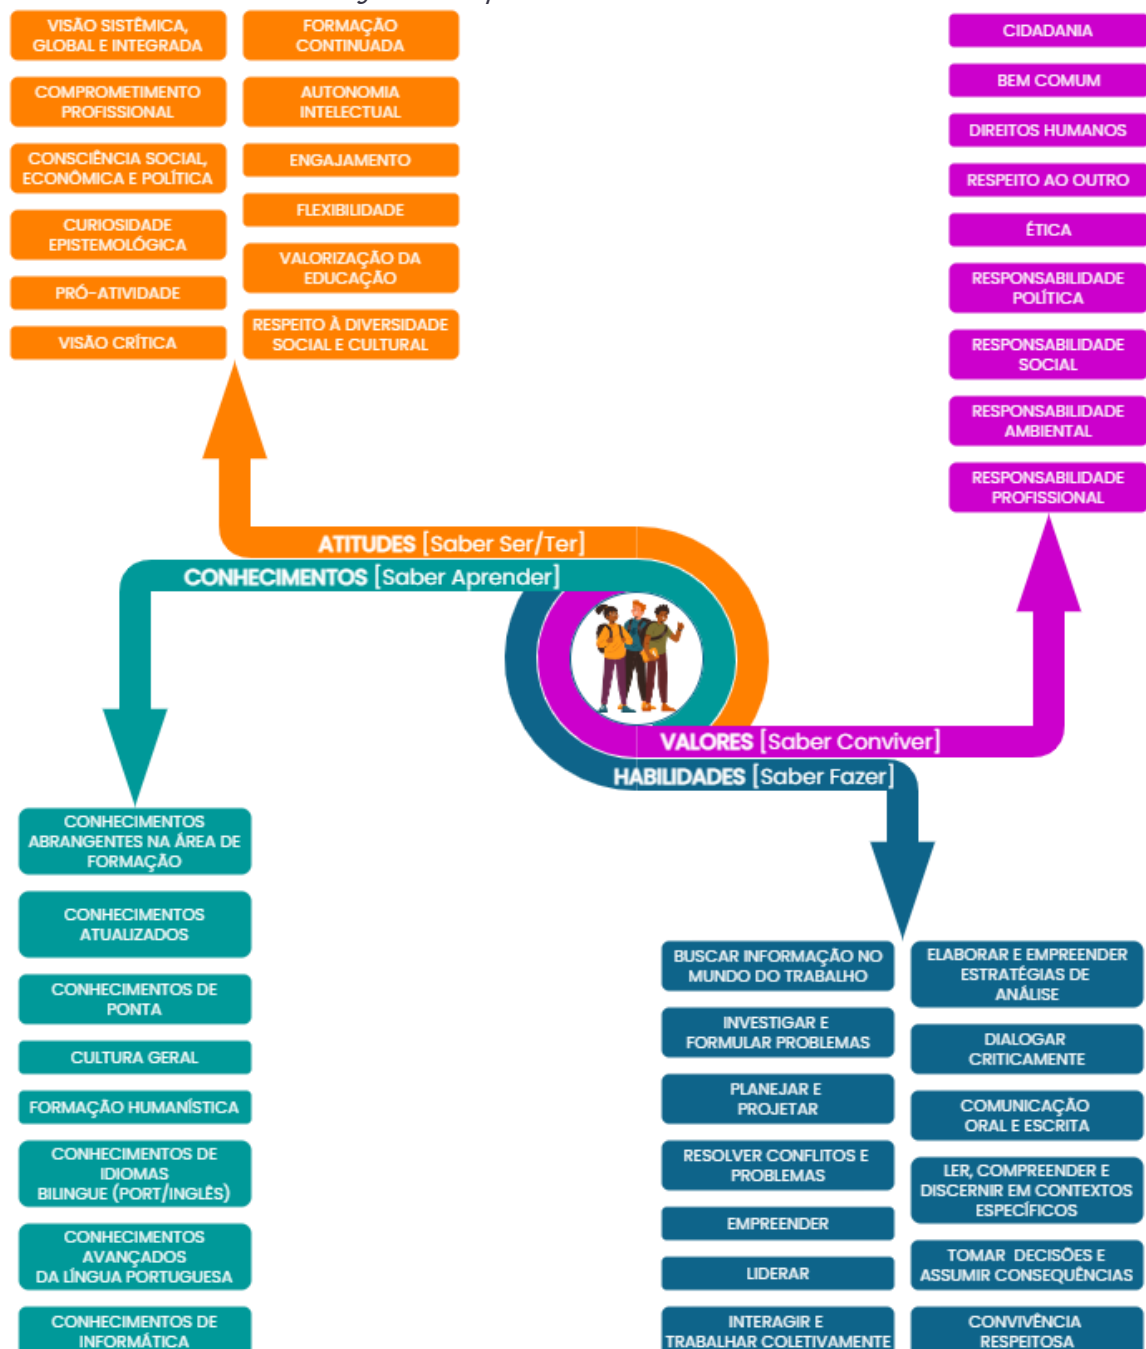 VISÃO SISTÊMICA,
GLOBAL E INTEGRADA
COMPROMETIMENTO
PROFISSIONAL
CONSCIÊNCIA SOCIAL,
ECONÔMICA E POLÍTICA
CURIOSIDADE
EPISTEMOLÓGICA
PRÓ-ATIVIDADE
VISÃO CRÍTICA
FORMAÇÃO
CONTINUADA
AUTONOMIA
INTELECTUAL
ENGAJAMENTO
FLEXIBILIDADE
VALORIZAÇÃO DA
EDUCAÇÃO
RESPEITO À DIVERSIDADE
SOCIAL E CULTURAL
CIDADANIA
BEM COMUM
DIREITOS HUMANOS
RESPEITO AO OUTRO
ÉTICA
RESPONSABILIDADE
POLÍTICA
RESPONSABILIDADE
SOCIAL
RESPONSABILIDADE
AMBIENTAL
RESPONSABILIDADE
PROFISSIONAL
ATITUDES [Saber Ser/Ter]
CONHECIMENTOS [Saber Aprender]
VALORES [Saber Conviver]
HABILIDADES [Saber Fazer]
CONHECIMENTOS
ABRANGENTES NA ÁREA DE
FORMAÇÃO
CONHECIMENTOS
ATUALIZADOS
CONHECIMENTOS DE
PONTA
CULTURA GERAL
FORMAÇÃO HUMANÍSTICA
CONHECIMENTOS DE
IDIOMAS
BILINGUE (PORT/INGLÊS)
CONHECIMENTOS
AVANÇADOS
DA LÍNGUA PORTUGUESA
CONHECIMENTOS DE
INFORMÁTICA
BUSCAR INFORMAÇÃO NO
MUNDO DO TRABALHO
INVESTIGAR E
FORMULAR PROBLEMAS
PLANEJAR E
PROJETAR
RESOLVER CONFLITOS E
PROBLEMAS
EMPREENDER
LIDERAR
INTERAGIR E
TRABALHAR COLETIVAMENTE
ELABORAR E EMPREENDER
ESTRATÉGIAS DE
ANÁLISE
DIALOGAR
CRITICAMENTE
COMUNICAÇÃO
ORAL E ESCRITA
LER, COMPREENDER E
DISCERNIR EM CONTEXTOS
ESPECÍFICOS
TOMAR DECISÕES E
ASSUMIR CONSEQUÊNCIAS
CONVIVÊNCIA
RESPEITOSA